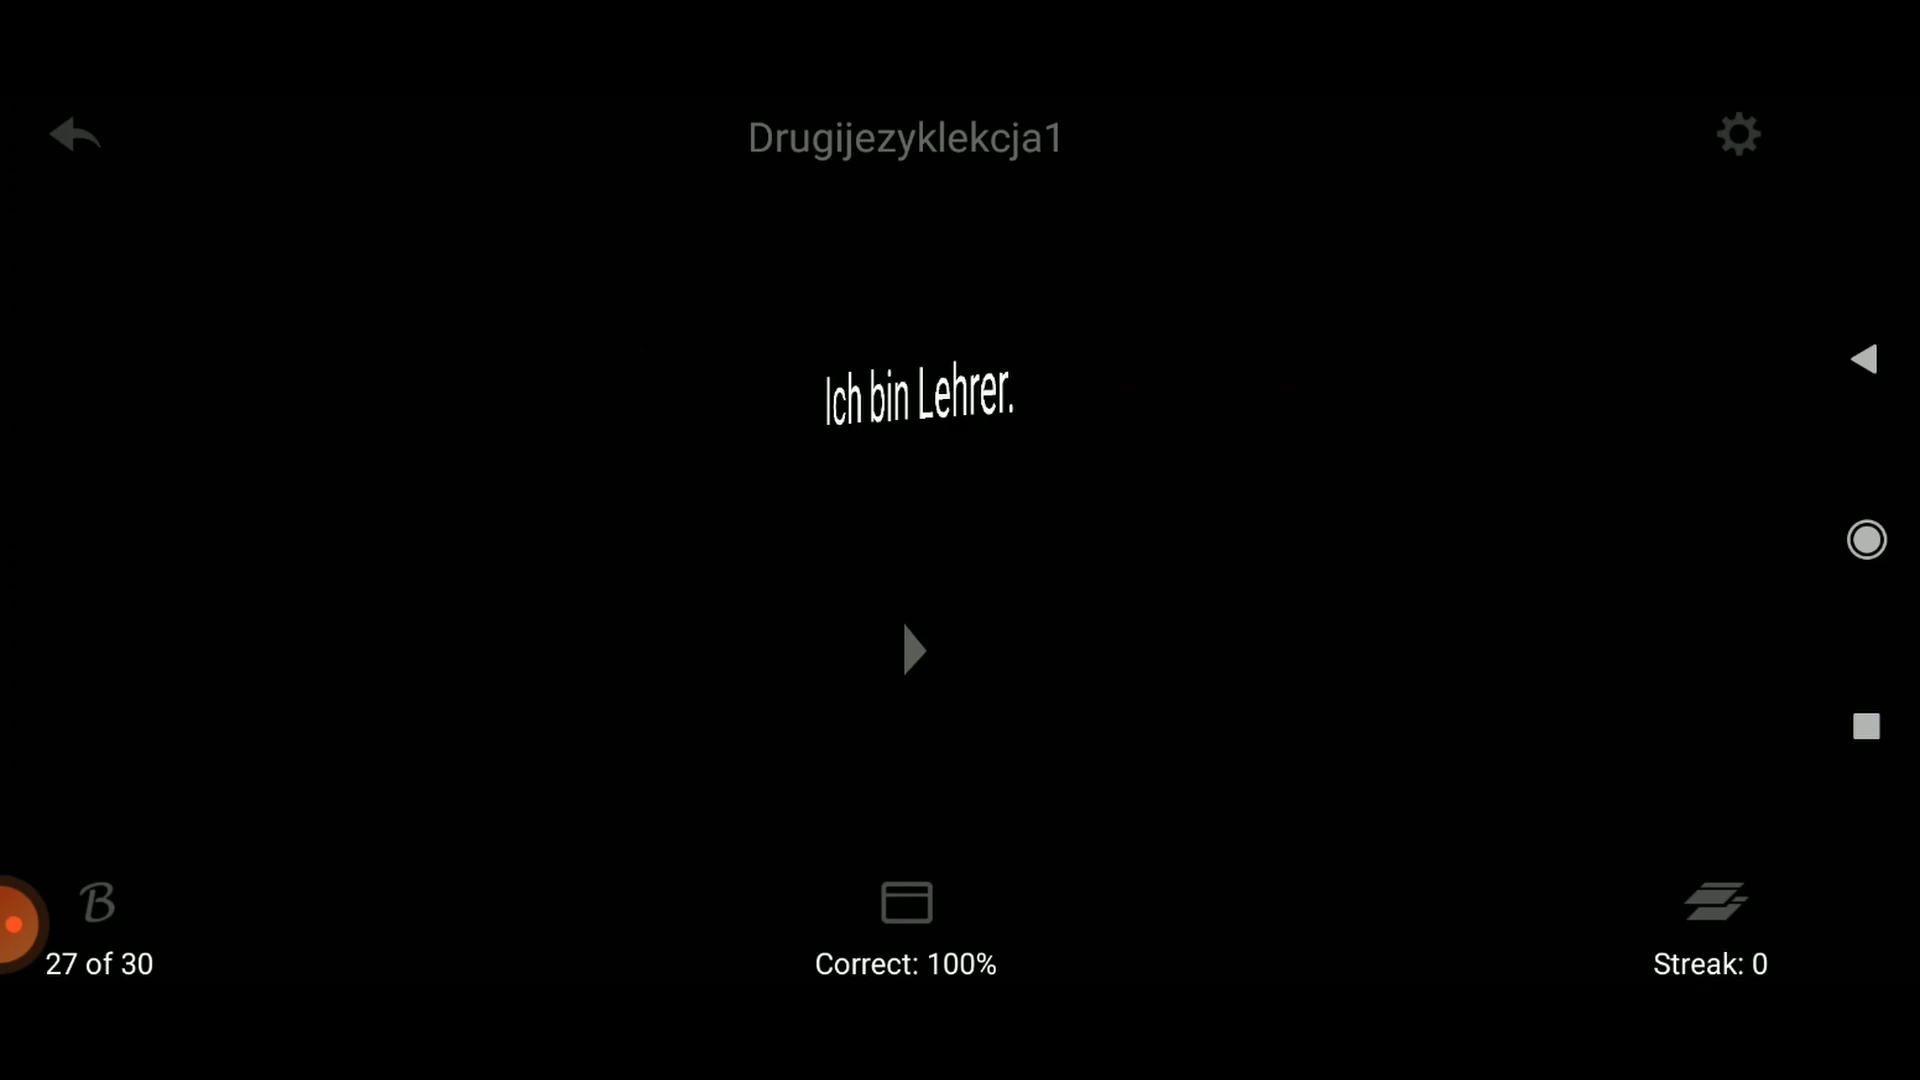 Drugijezyklekcja1
Ich bin Lehrer.
B
27 of 30
Correct: 100%
Streak: 0